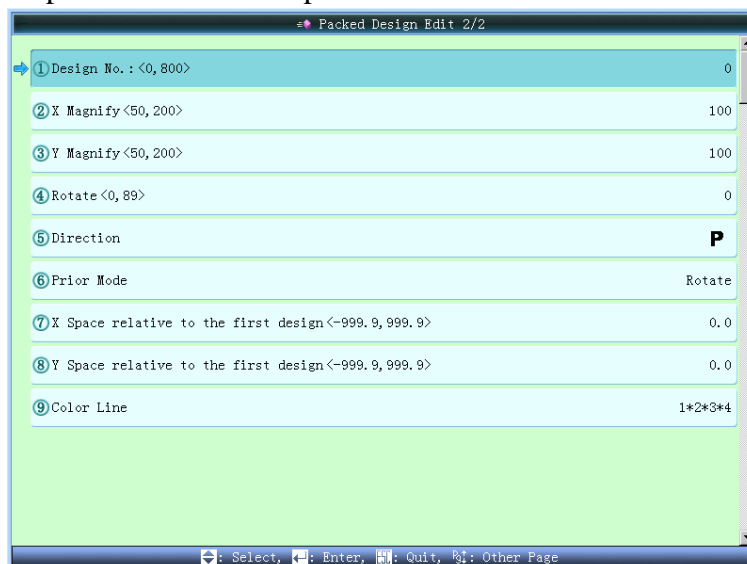 Packed Design Edit 2/2
①Design No.:<0,800> 0
②X Magnify<50,200> 100
③Y Magnify<50,200> 100
④Rotate<0,89> 0
⑤Direction P
⑥Prior Mode Rotate
⑦X Space relative to the first design<-999.9,999.9> 0.0
⑧Y Space relative to the first design<-999.9,999.9> 0.0
⑨Color Line 1*2*3*4
: Select, : Enter, : Quit, : Other Page